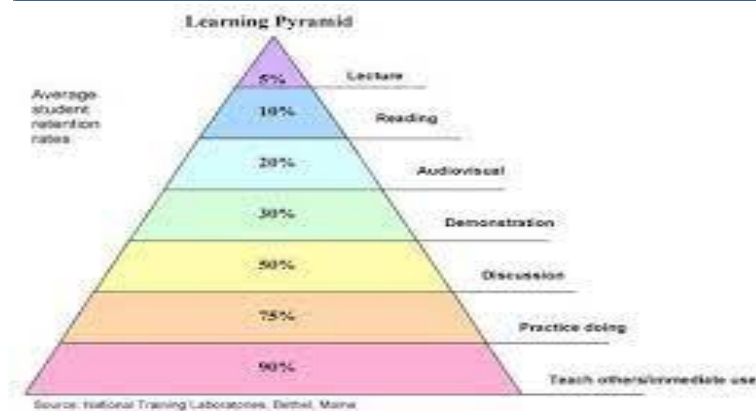 Learning Pyramid
Average
student
retention
rates
5%
Lecture
10%
Reading
20%
Audiovisual
30%
Demonstration
50%
Discussion
75%
Practice doing
90%
Teach others/immediate use
Source: National Training Laboratories, Bethel, Maine